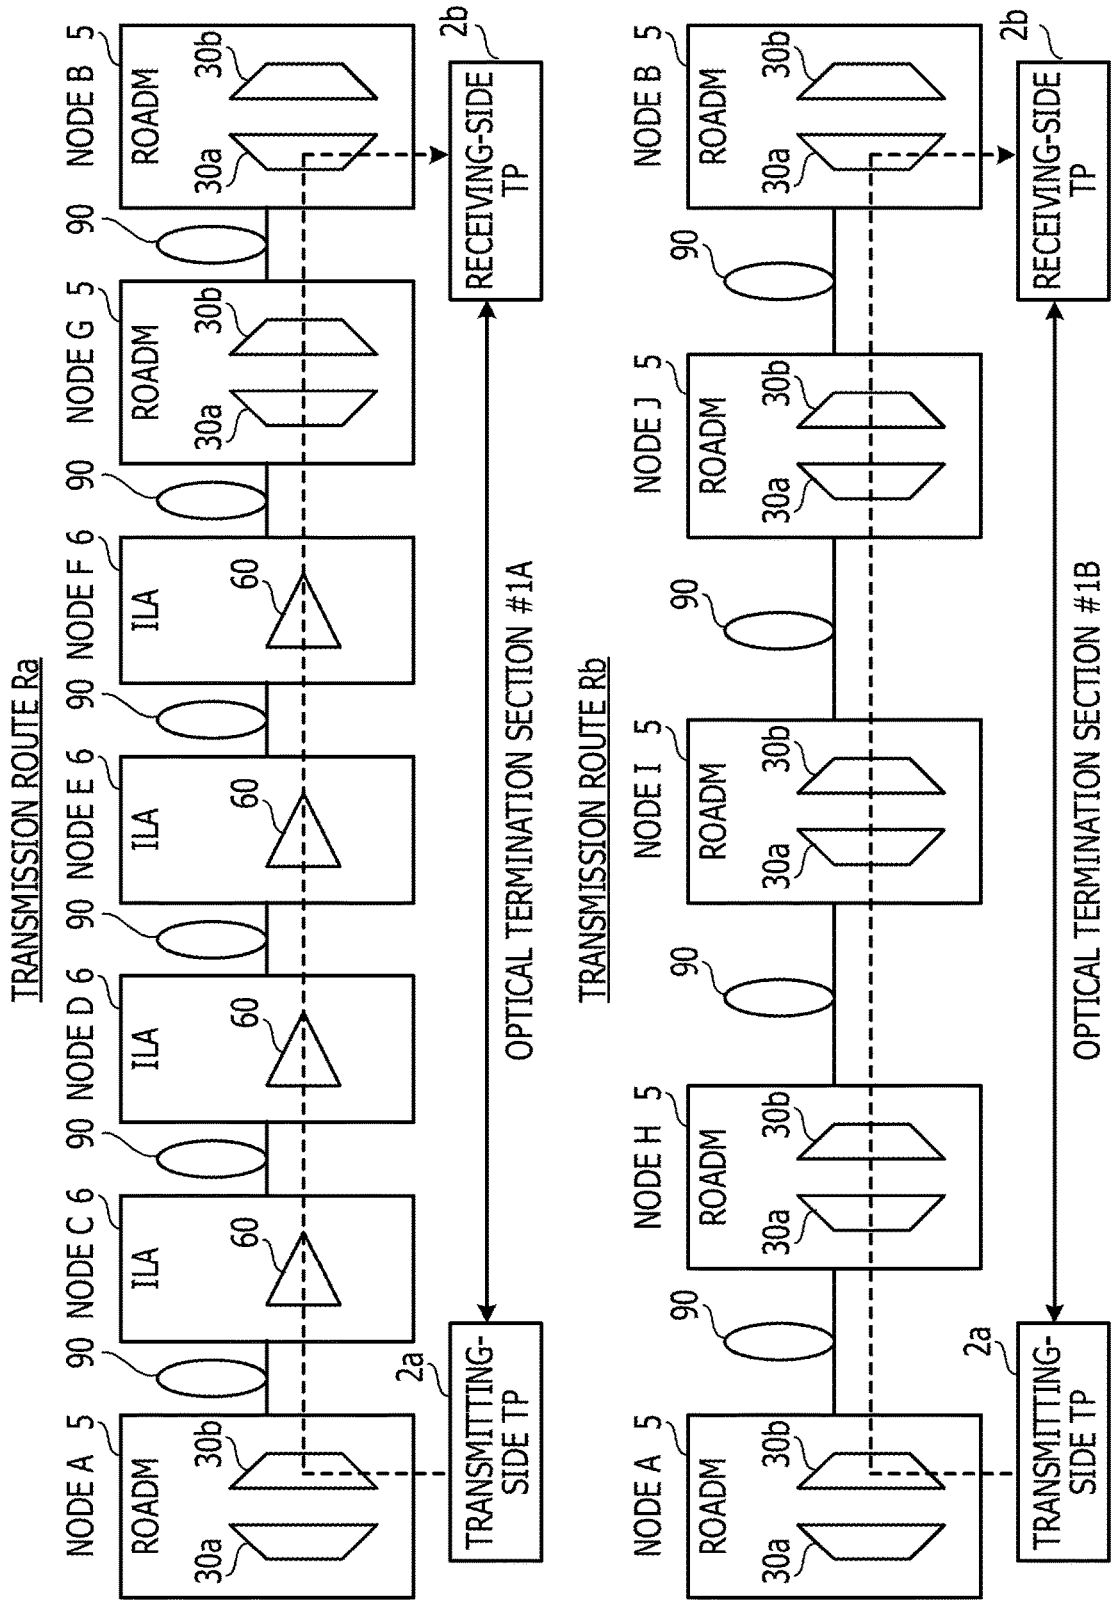 TRANSMISSION ROUTE Ra
NODE A 5
ROADM
30a
30b
90
NODE C 6
ILA
60
90
NODE D 6
ILA
60
90
NODE E 6
ILA
60
90
NODE F 6
ILA
60
90
NODE G 5
ROADM
30a
30b
90
NODE B 5
ROADM
30a
30b
2a
TRANSMITTING-
SIDE TP
OPTICAL TERMINATION SECTION #1A
2b
RECEIVING-SIDE
TP
TRANSMISSION ROUTE Rb
NODE A 5
ROADM
30a
30b
90
NODE H 5
ROADM
30a
30b
90
NODE I 5
ROADM
30a
30b
90
NODE J 5
ROADM
30a
30b
90
NODE B 5
ROADM
30a
30b
2a
TRANSMITTING-
SIDE TP
OPTICAL TERMINATION SECTION #1B
2b
RECEIVING-SIDE
TP